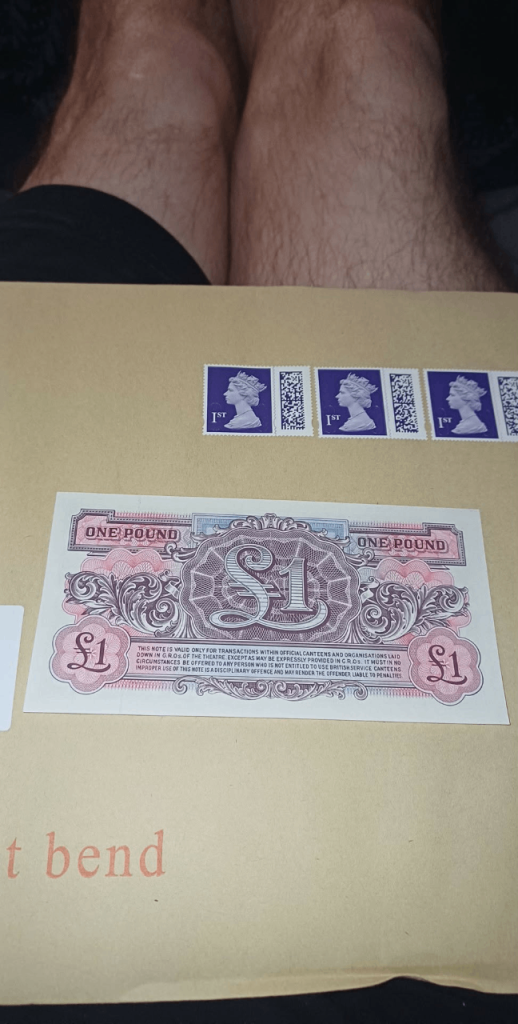 1ST
1ST
1ST
ONE POUND
ONE POUND
£1
£1
£1
THIS NOTE IS VALID ONLY FOR TRANSACTIONS WITHIN OFFICIAL CANTEENS AND ORGANISATIONS LAID
DOWN IN G.R.Os. OF THE THEATRE. EXCEPT AS MAY BE EXPRESSLY PROVIDED IN G.R.Os. IT MUST IN NO
CIRCUMSTANCES BE OFFERED TO ANY PERSON WHO IS NOT ENTITLED TO USE BRITISH SERVICE CANTEENS
IMPROPER USE OF THIS NOTE IS A DISCIPLINARY OFFENCE AND MAY RENDER THE OFFENDER LIABLE TO PENALTIES
t bend